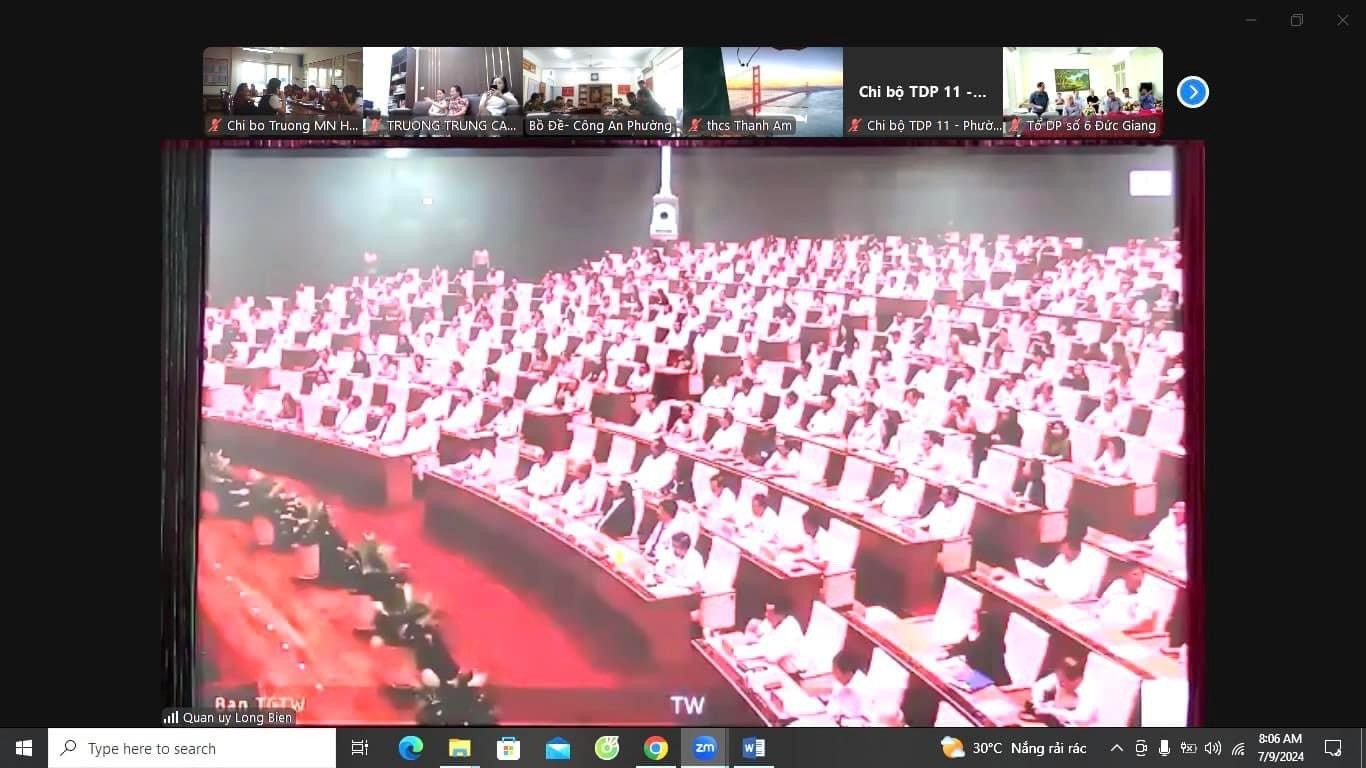 Chi bộ TDP 11 -...
Chi bo Truong MN H...
TRUONG TRUNG CA...
Bồ Đề- Công An Phường
thcs Thanh Am
Chi bộ TDP 11 - Phườ...
Tổ DP số 6 Đức Giang
Ban TGTW
TW
Quan uy Long Bien
Type here to search
zm
W
30°C Nắng rải rác
8:06 AM
7/9/2024